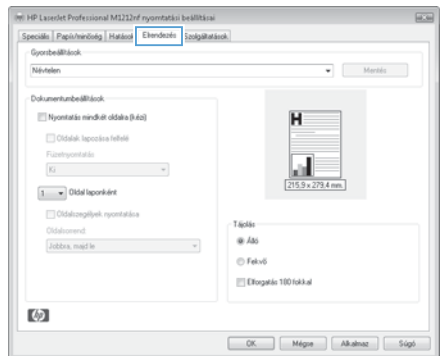 HP LaserJet Professional M1212nf nyomtatási beállításai
Speciális Papír/minőség Hatások Elrendezés Szolgáltatások
Gyorsbeállítások
Névtelen Mentés
Dokumentumbeállítások
Nyomtatás mindkét oldalra (kézi)
Oldalak lapozása felfelé
Füzetnyomtatás
Ki
1 Oldal laponként
Oldalszegélyek nyomtatása
Oldalsorrend:
Jobbra, majd le
H
215,9 x 279,4 mm.
Tájolás
Álló
Fekvő
Elforgatás 180 fokkal
hp
OK Mégse Alkalmaz Súgó